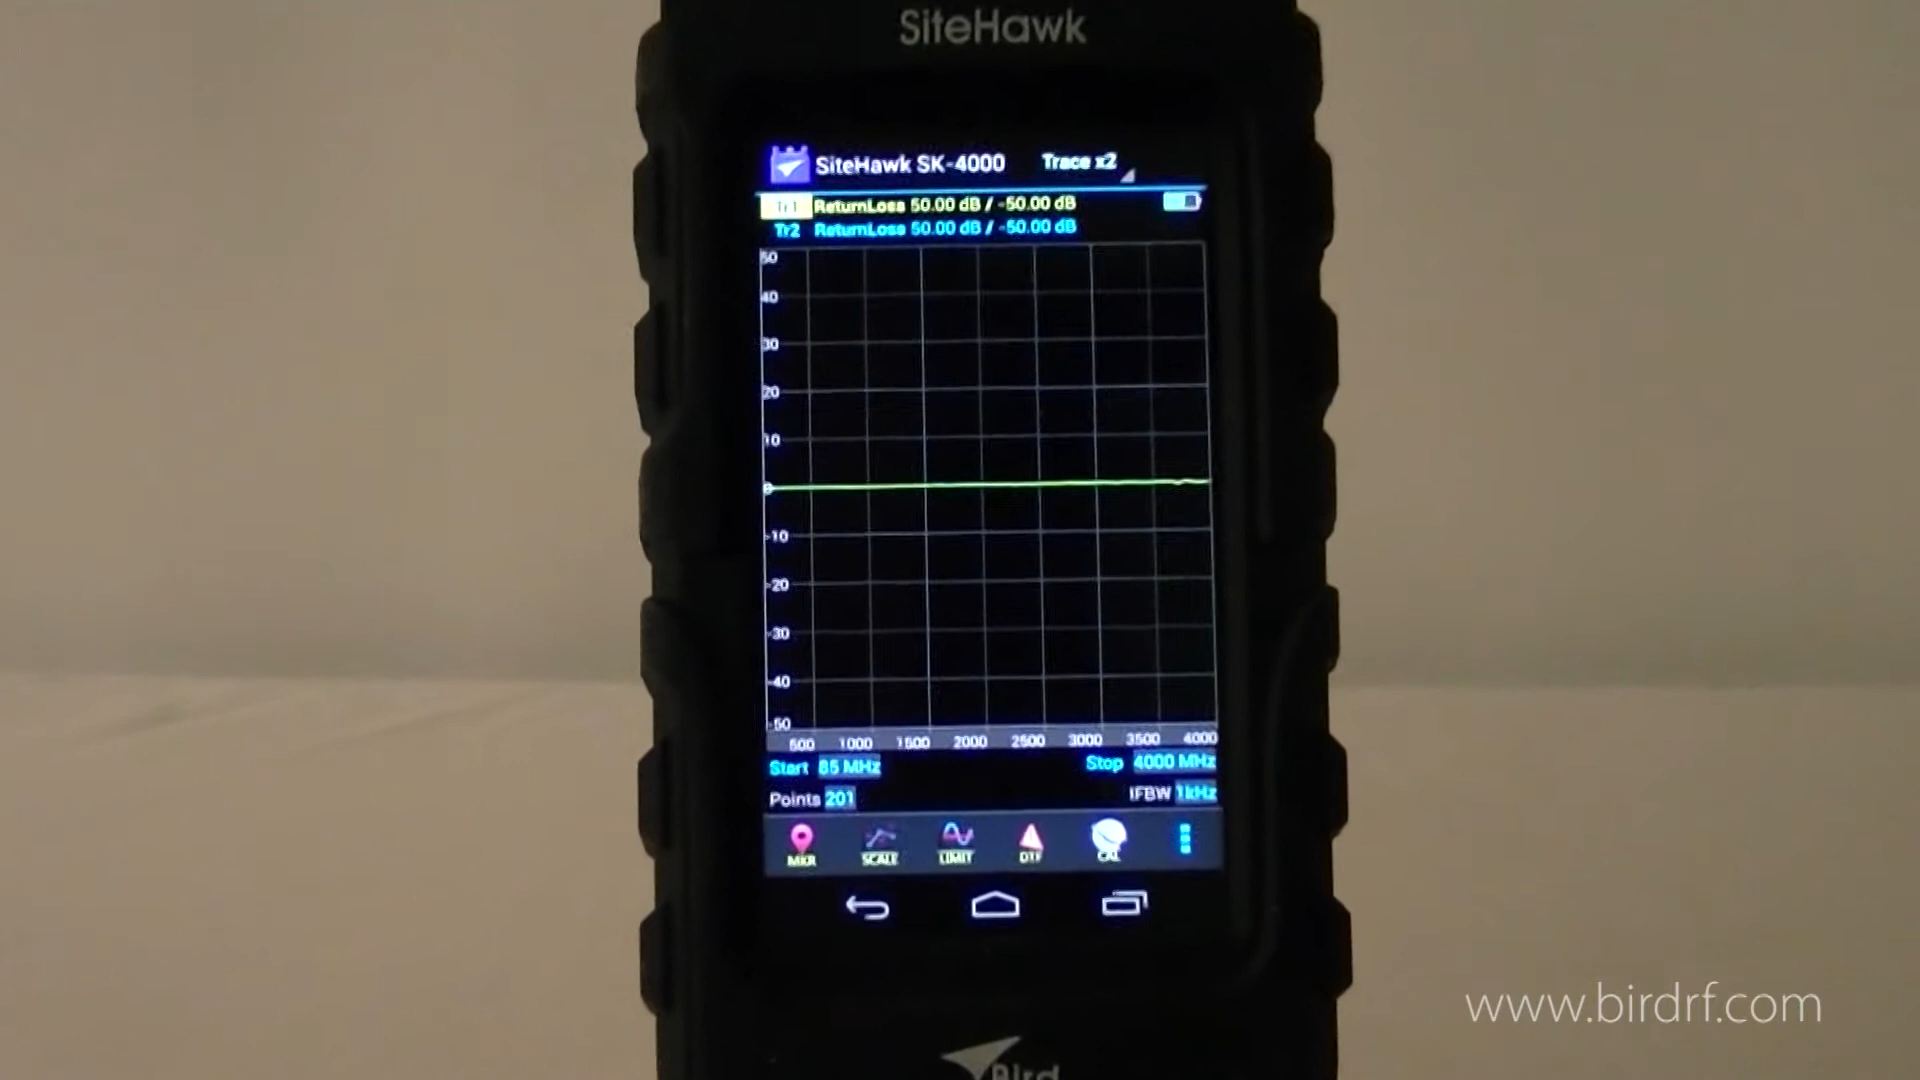 SiteHawk
SiteHawk SK-4000 Trace x2
Tr1 ReturnLoss 50.00 dB / -50.00 dB
Tr2 ReturnLoss 50.00 dB / -50.00 dB
50
40
30
20
10
0
-10
-20
-30
-40
-50
500 1000 1500 2000 2500 3000 3500 4000
Start 85 MHz Stop 4000 MHz
Points 201 IFBW 1kHz
MKR SCALE LIMIT DTF CAL
www.birdrf.com
Bird